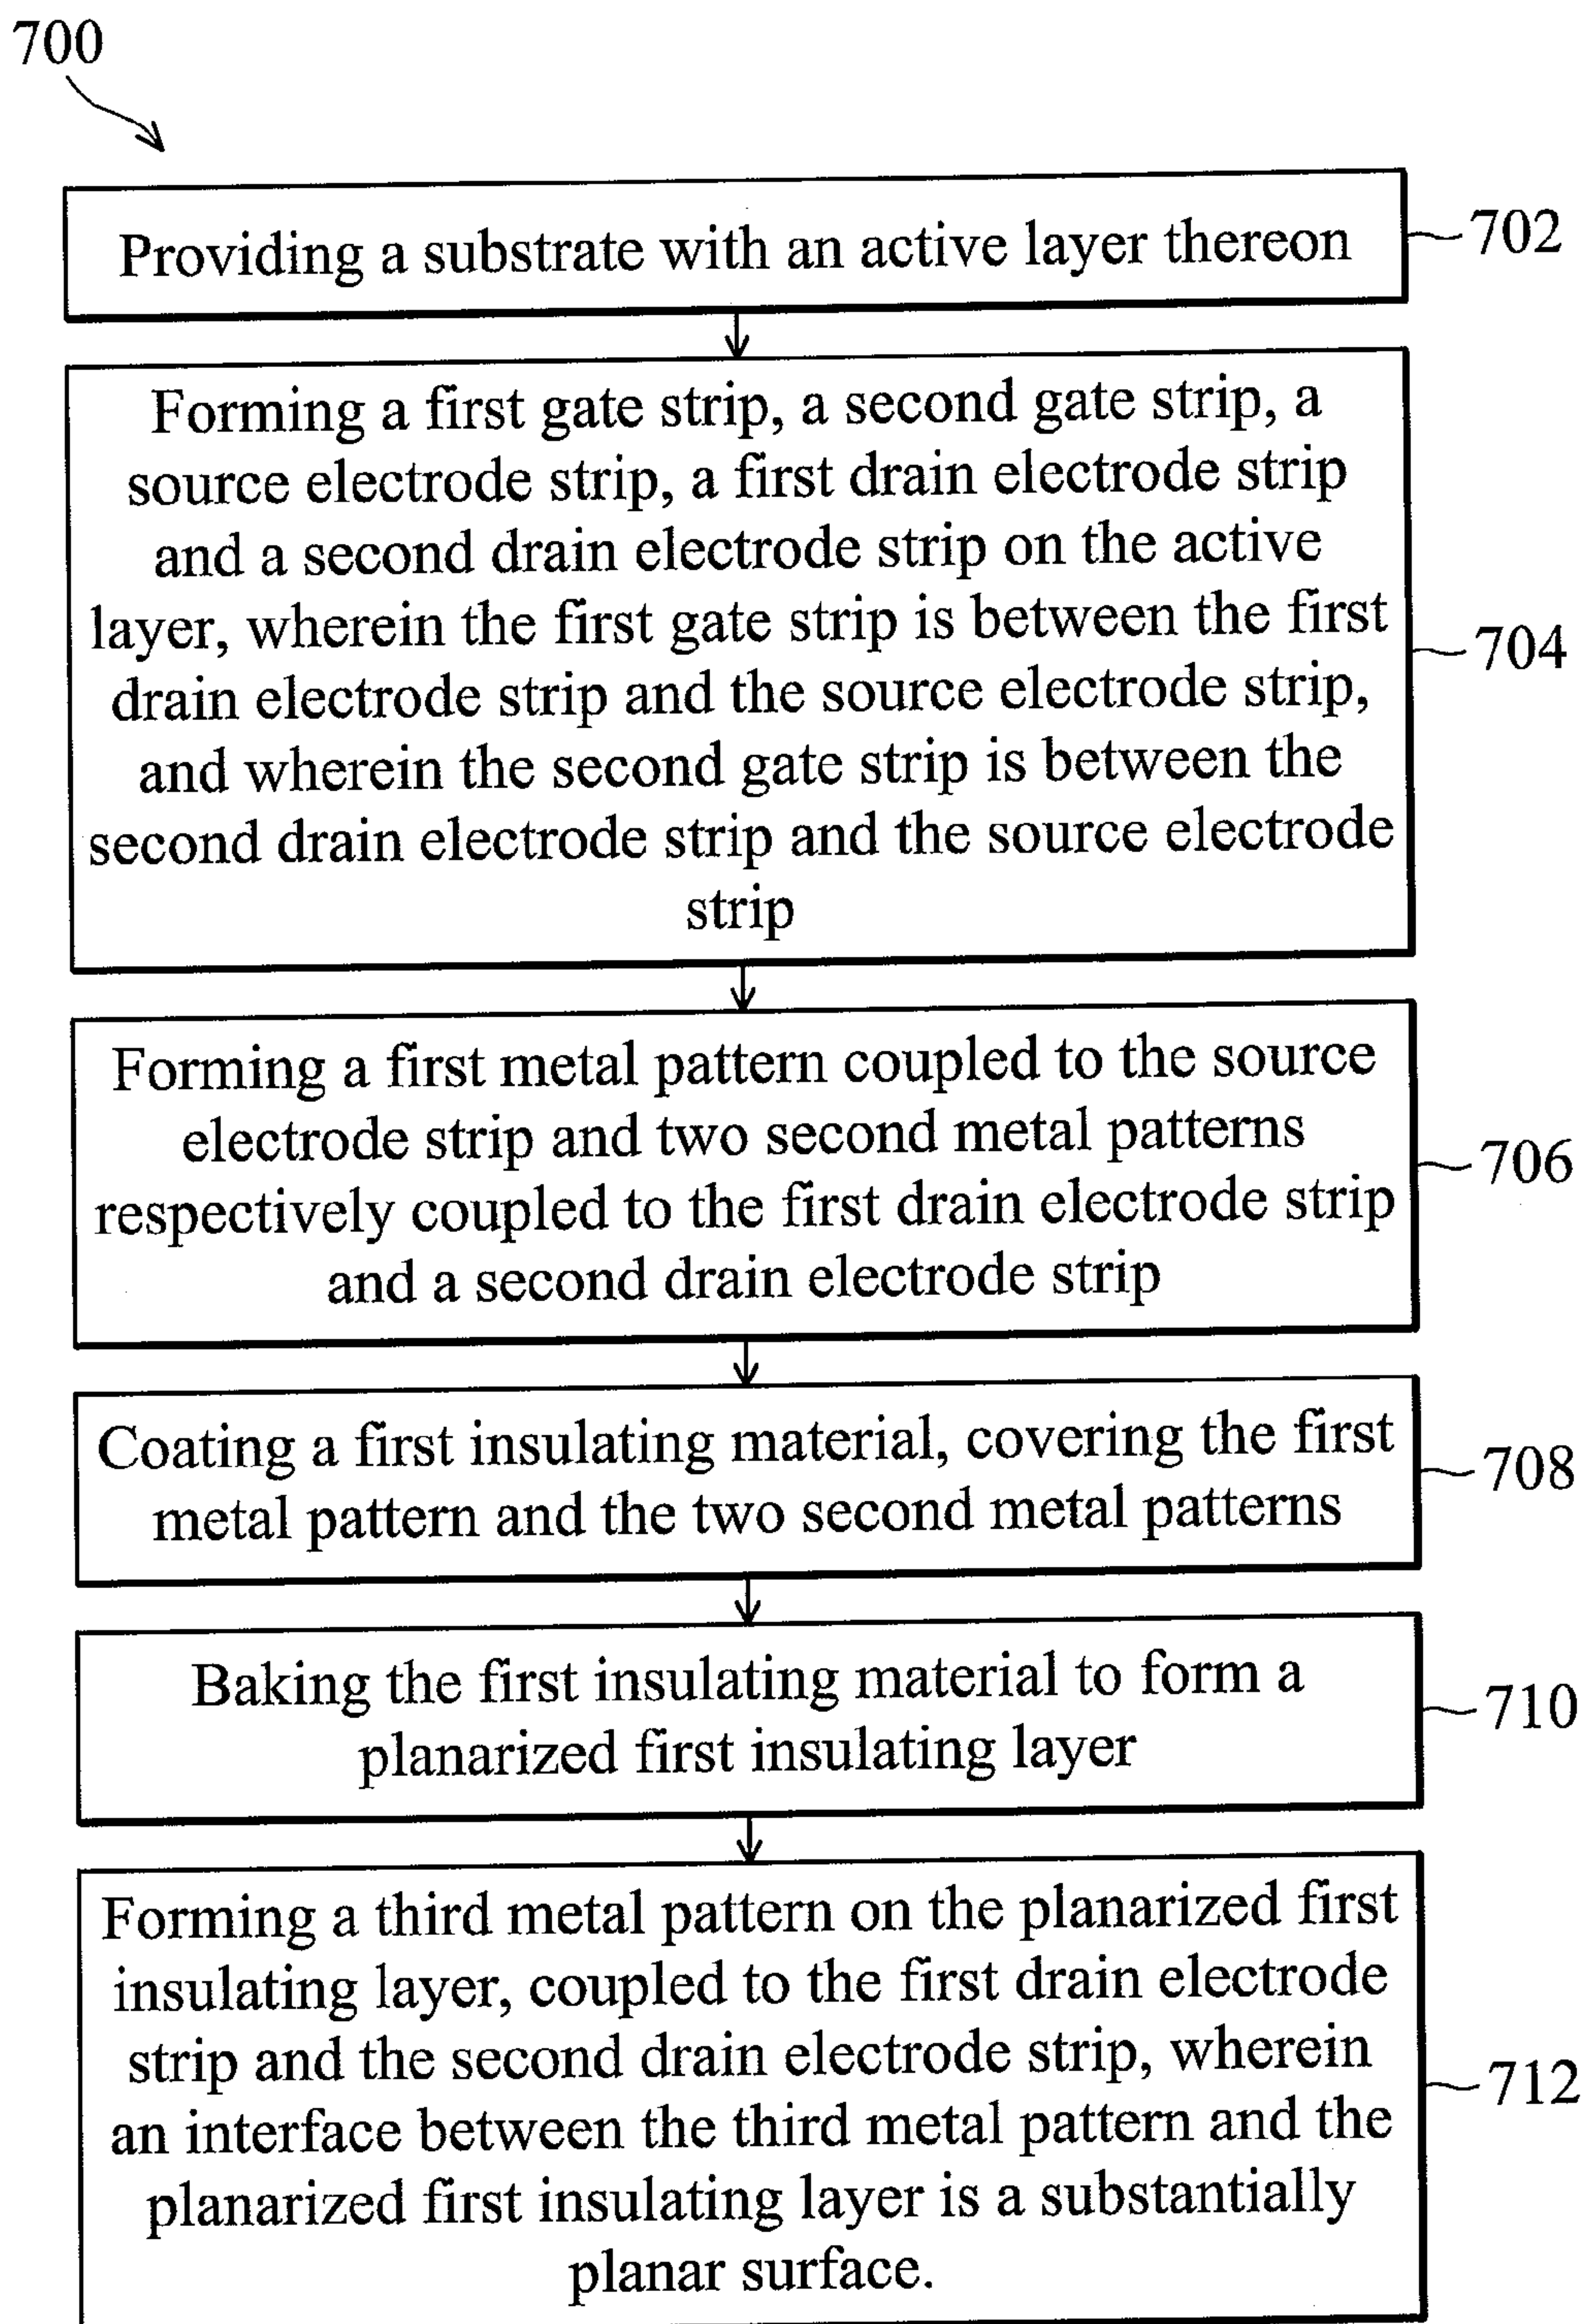 700
Providing a substrate with an active layer thereon
702
Forming a first gate strip, a second gate strip, a
source electrode strip, a first drain electrode strip
and a second drain electrode strip on the active
layer, wherein the first gate strip is between the first
drain electrode strip and the source electrode strip,
and wherein the second gate strip is between the
second drain electrode strip and the source electrode
strip
704
Forming a first metal pattern coupled to the source
electrode strip and two second metal patterns
respectively coupled to the first drain electrode strip
and a second drain electrode strip
706
Coating a first insulating material, covering the first
metal pattern and the two second metal patterns
708
Baking the first insulating material to form a
planarized first insulating layer
710
Forming a third metal pattern on the planarized first
insulating layer, coupled to the first drain electrode
strip and the second drain electrode strip, wherein
an interface between the third metal pattern and the
planarized first insulating layer is a substantially
planar surface.
712